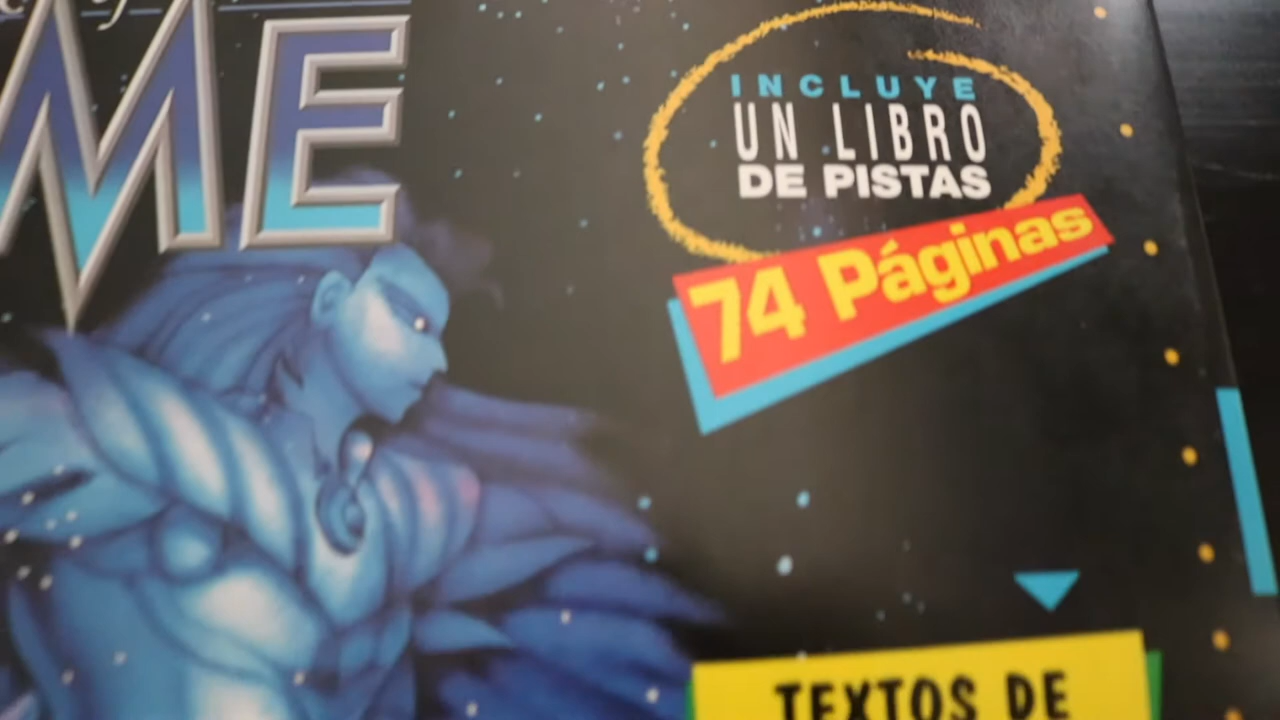 ME
INCLUYE
UN LIBRO
DE PISTAS
74 Páginas
TEXTOS DE